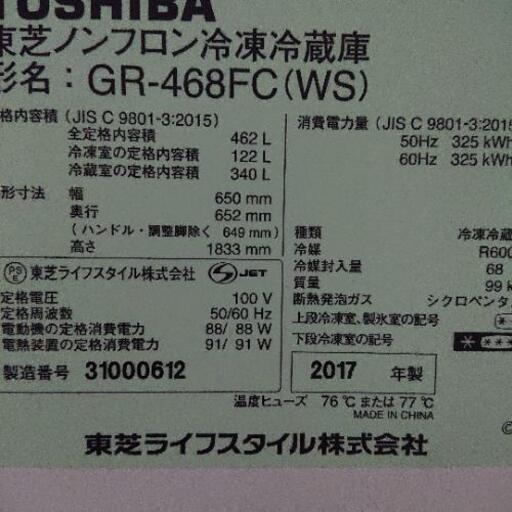 TOSHIBA
東芝ノンフロン冷凍冷蔵庫
形名：GR-468FC(WS)
格内容積（JIS C 9801-3:2015）
全定格内容積 462 L
冷凍室の定格内容積 122 L
冷蔵室の定格内容積 340 L
形寸法 幅 650 mm
奥行 652 mm
(ハンドル・調整脚除く 649 mm)
高さ 1833 mm
消費電力量（JIS C 9801-3:2015
50Hz 325 kWh
60Hz 325 kWh
PS E 東芝ライフスタイル株式会社 JET
定格電圧 100 V
定格周波数 50/60 Hz
電動機の定格消費電力 88/ 88 W
電熱装置の定格消費電力 91/ 91 W
種類 冷凍冷蔵
冷媒 R600
冷媒封入量 68
質量 99 k
断熱発泡ガス シクロペンタ
上段冷凍室、製氷室の記号 *
下段冷凍室の記号 * ***
製造番号 31000612
2017 年製
温度ヒューズ 76 ℃ または 77 ℃
MADE IN CHINA
©
東芝ライフスタイル株式会社